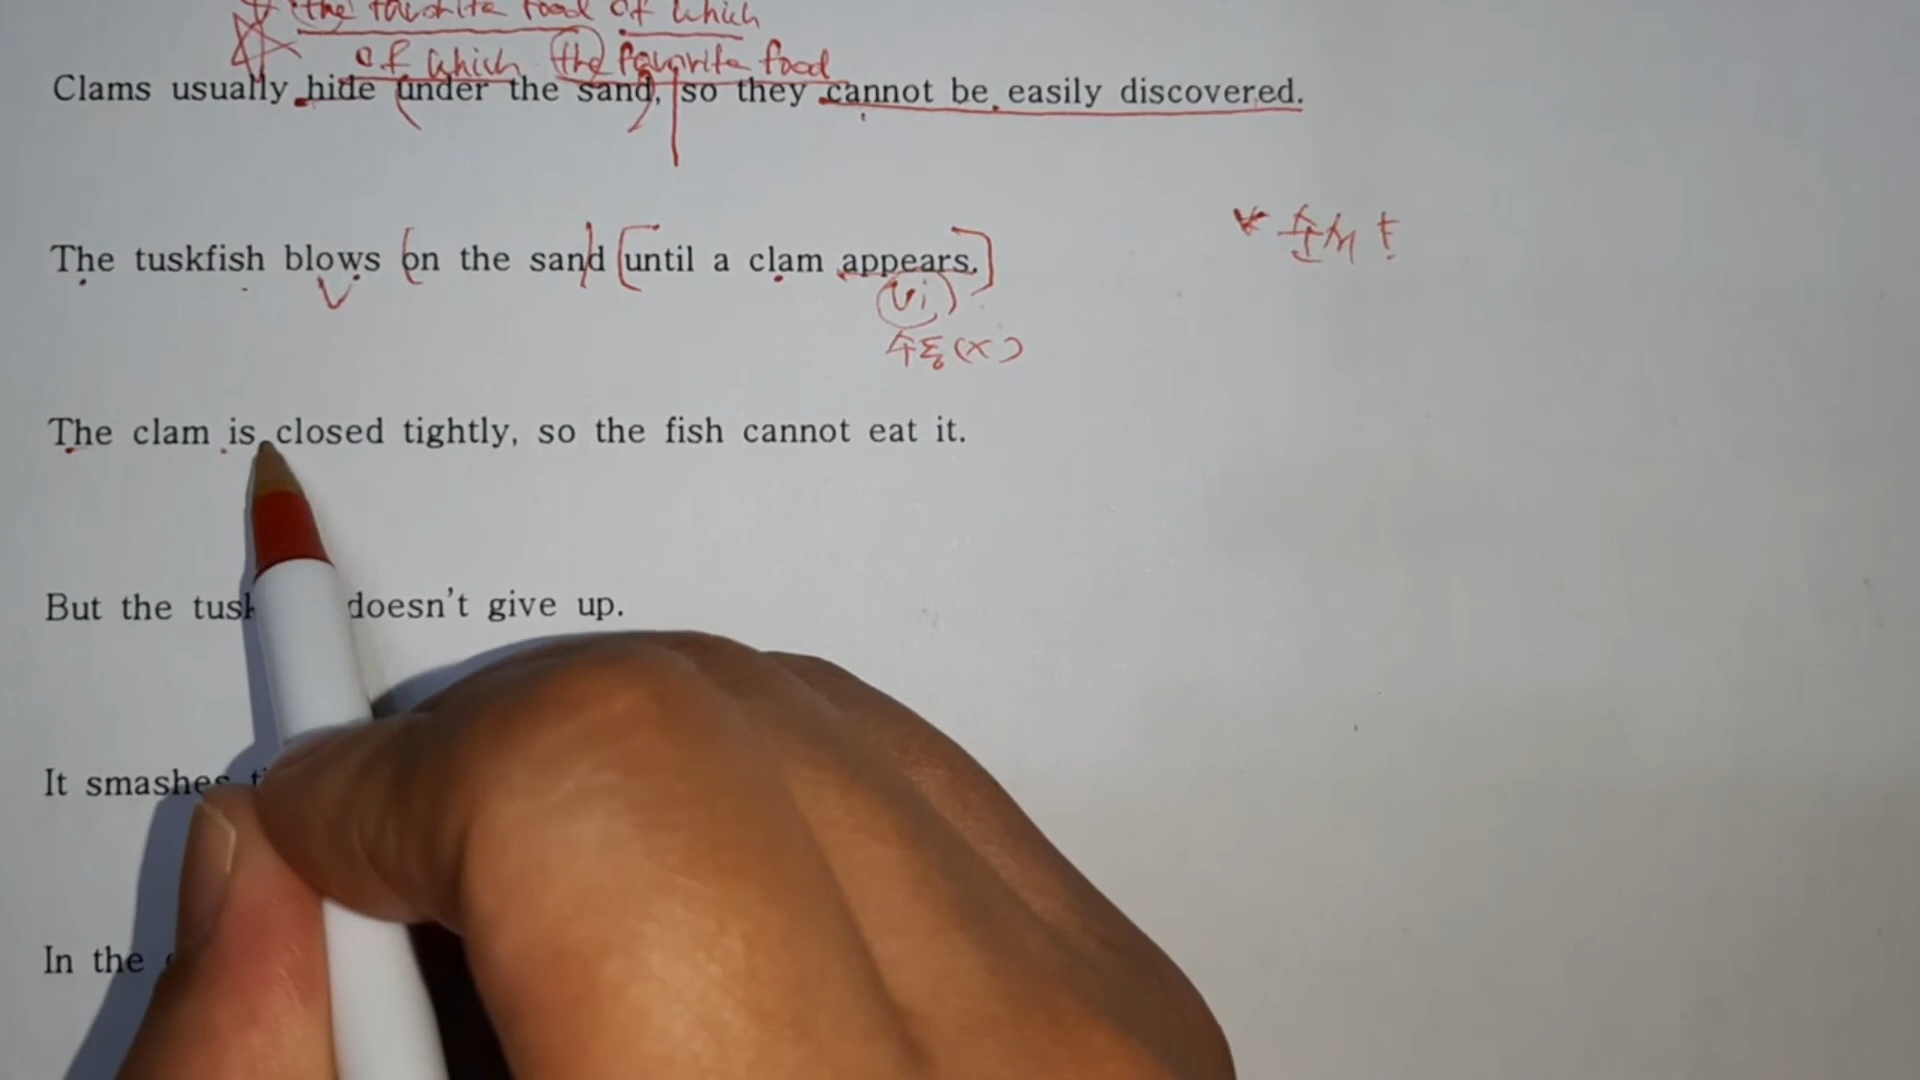 the favorite food of which
of which the favorite food
Clams usually hide under the sand, so they cannot be easily discovered.
* 순서!
The tuskfish blows on the sand until a clam appears.
V
vi
수동(x)
The clam is closed tightly, so the fish cannot eat it.
But the tusk doesn't give up.
It smashes
In the